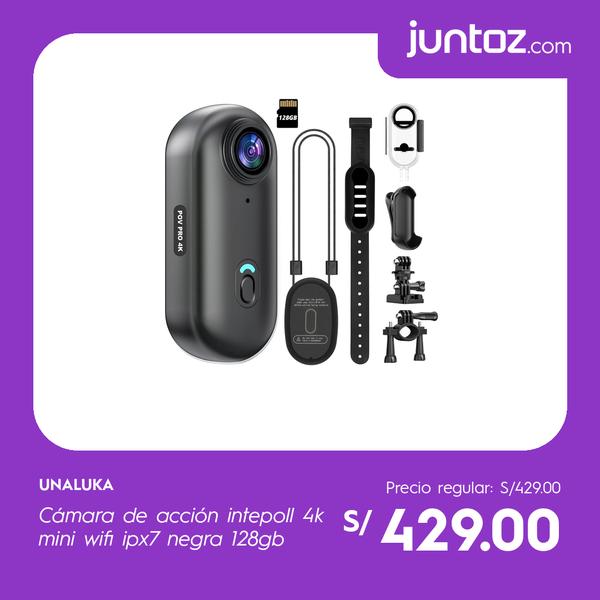 juntoz.com
128GB
POV PRO 4K
UNALUKA
Cámara de acción intepoll 4k
mini wifi ipx7 negra 128gb
Precio regular: S/429.00
S/ 429.00